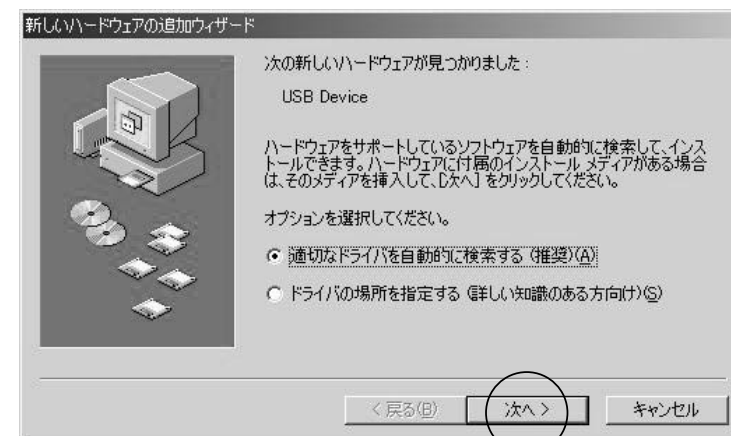 新しいハードウェアの追加ウィザード
次の新しいハードウェアが見つかりました :
USB Device
ハードウェアをサポートしているソフトウェアを自動的に検索して、インス
トールできます。ハードウェアに付属のインストール メディアがある場合
は、そのメディアを挿入して、[次へ] をクリックしてください。
オプションを選択してください。
適切なドライバを自動的に検索する (推奨)(A)
ドライバの場所を指定する (詳しい知識のある方向け)(S)
< 戻る(B)
次へ >
キャンセル